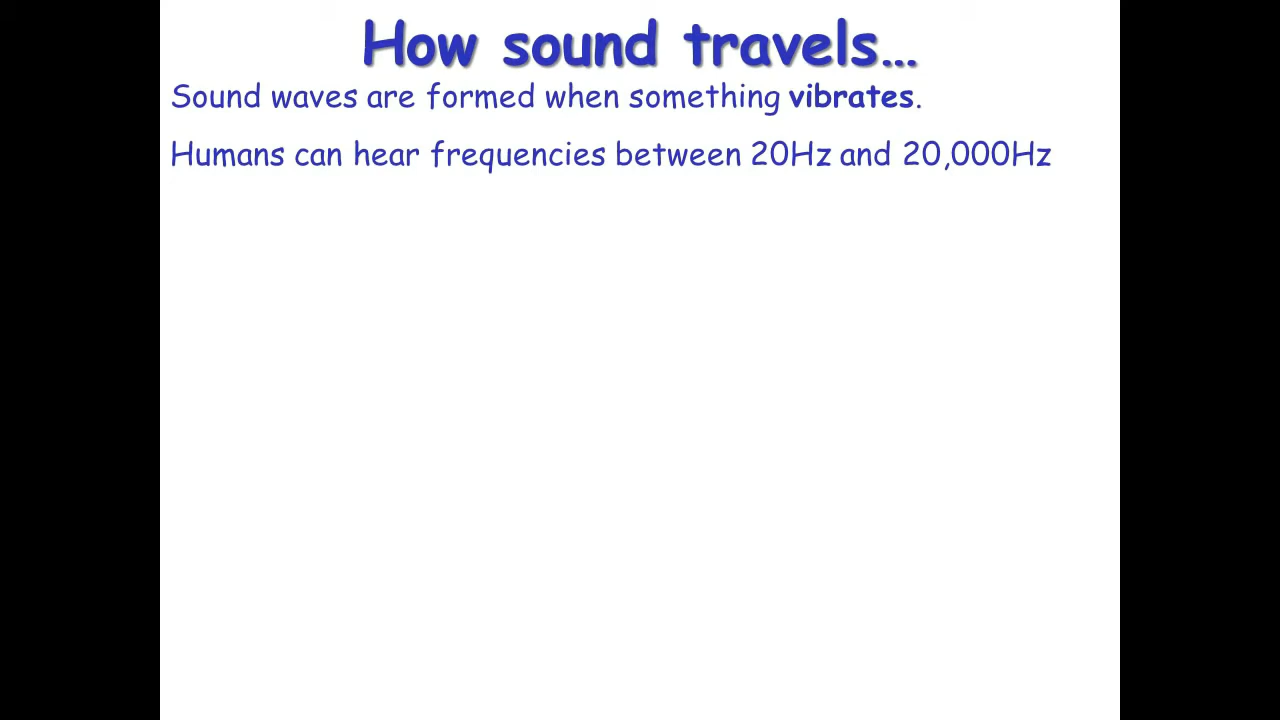 How sound travels...
Sound waves are formed when something vibrates.
Humans can hear frequencies between 20Hz and 20,000Hz